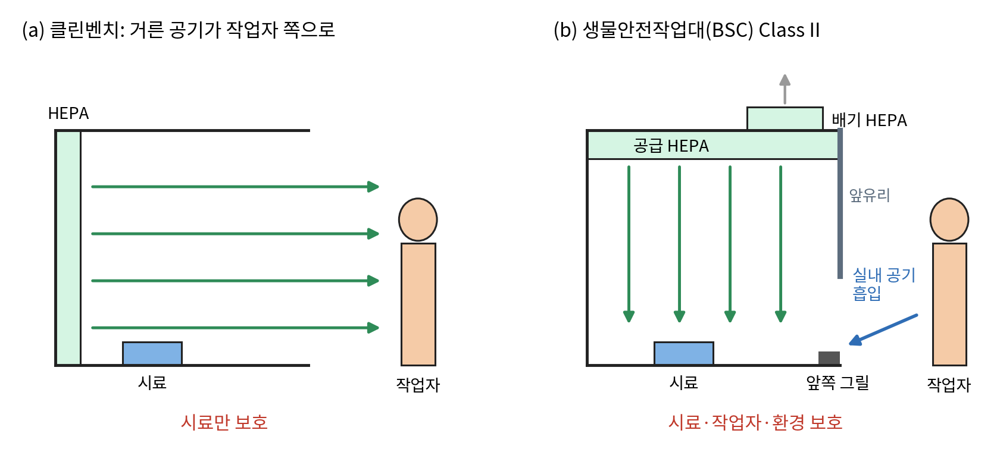 (a) 클린벤치: 거른 공기가 작업자 쪽으로
HEPA
시료
작업자
시료만 보호
(b) 생물안전작업대(BSC) Class II
배기 HEPA
공급 HEPA
앞유리
실내 공기
흡입
시료
앞쪽 그릴
작업자
시료·작업자·환경 보호